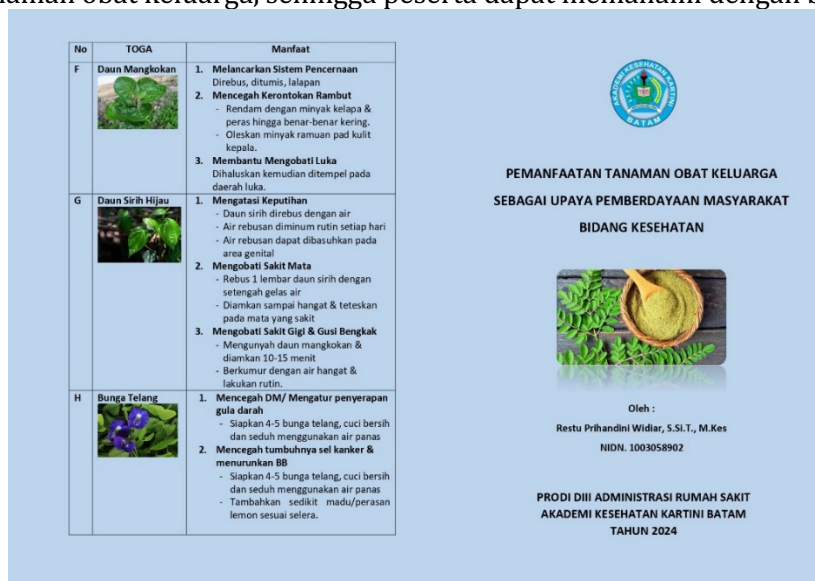 tanaman obat keluarga, sehingga peserta dapat memahami dengan b
No TOGA Manfaat
F Daun Mangkokan
1. Melancarkan Sistem Pencernaan
Direbus, ditumis, lalapan
2. Mencegah Kerontokan Rambut
- Rendam dengan minyak kelapa &
peras hingga benar-benar kering.
- Oleskan minyak ramuan pad kulit
kepala.
3. Membantu Mengobati Luka
Dihaluskan kemudian ditempel pada
daerah luka.
G Daun Sirih Hijau
1. Mengatasi Keputihan
- Daun sirih direbus dengan air
- Air rebusan diminum rutin setiap hari
- Air rebusan dapat dibasuhkan pada
area genital
2. Mengobati Sakit Mata
- Rebus 1 lembar daun sirih dengan
setengah gelas air
- Diamkan sampai hangat & teteskan
pada mata yang sakit
3. Mengobati Sakit Gigi & Gusi Bengkak
- Mengunyah daun mangkokan &
diamkan 10-15 menit
- Berkumur dengan air hangat &
lakukan rutin.
H Bunga Telang
1. Mencegah DM/ Mengatur penyerapan
gula darah
- Siapkan 4-5 bunga telang, cuci bersih
dan seduh menggunakan air panas
2. Mencegah tumbuhnya sel kanker &
menurunkan BB
- Siapkan 4-5 bunga telang, cuci bersih
dan seduh menggunakan air panas
- Tambahkan sedikit madu/perasan
lemon sesuai selera.
AKADEMI KESEHATAN KARTINI
BATAM
PEMANFAATAN TANAMAN OBAT KELUARGA
SEBAGAI UPAYA PEMBERDAYAAN MASYARAKAT
BIDANG KESEHATAN
Oleh :
Restu Prihandini Widiar, S.SI.T., M.Kes
NIDN. 1003058902
PRODI DIII ADMINISTRASI RUMAH SAKIT
AKADEMI KESEHATAN KARTINI BATAM
TAHUN 2024